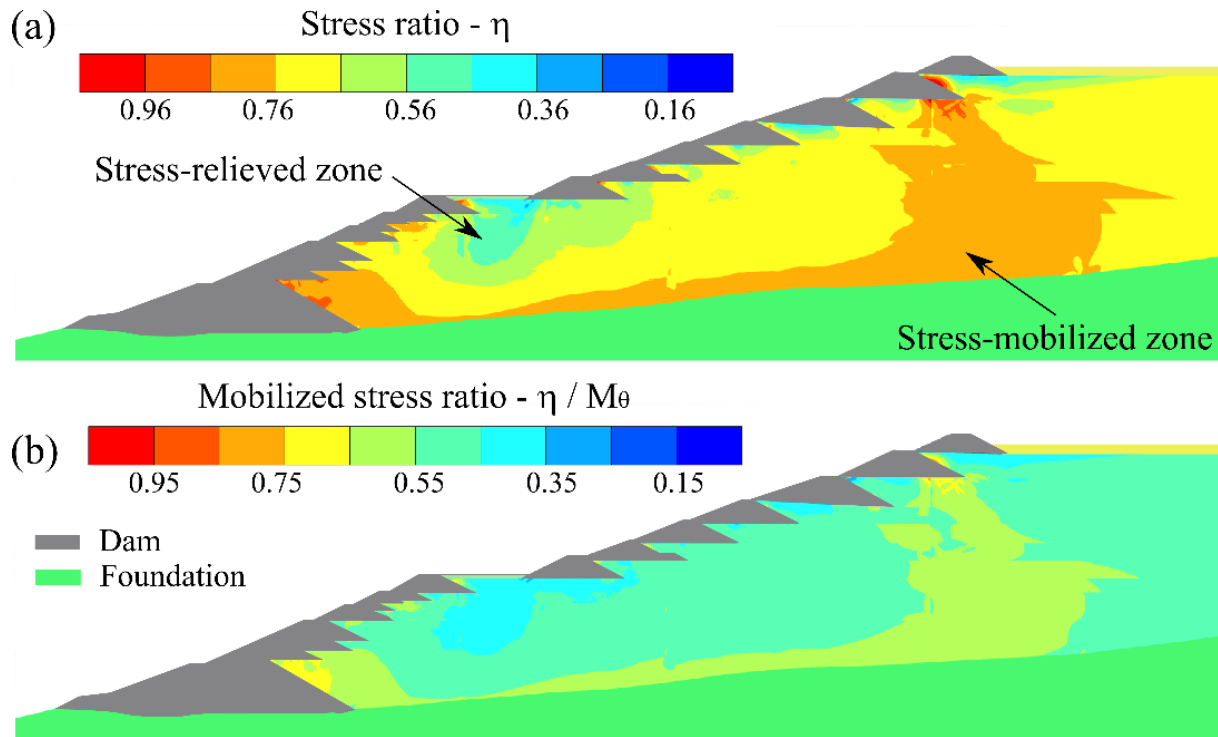 (a)
Stress ratio - η
0.96 0.76 0.56 0.36 0.16
Stress-relieved zone
Stress-mobilized zone
Mobilized stress ratio - η / Mθ
(b)
0.95 0.75 0.55 0.35 0.15
Dam
Foundation